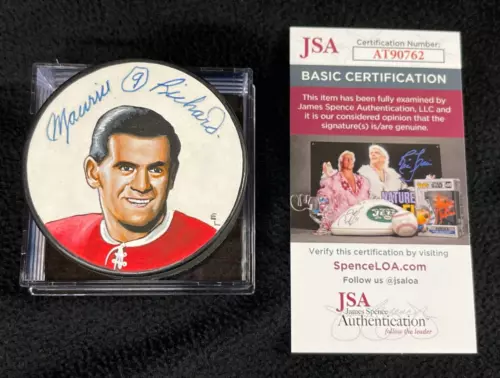 Maurice 9 Richard.
JSA
Certification Number:
AT90762
BASIC CERTIFICATION
This item has been fully examined by
James Spence Authentication, LLC and
it is our considered opinion that the
signature(s) is/are genuine.
NATURE
JETS
Verify this certification by visiting
SpenceLOA.com
Follow us @jsaloa
JSA
James Spence
Authentication
follow the leader